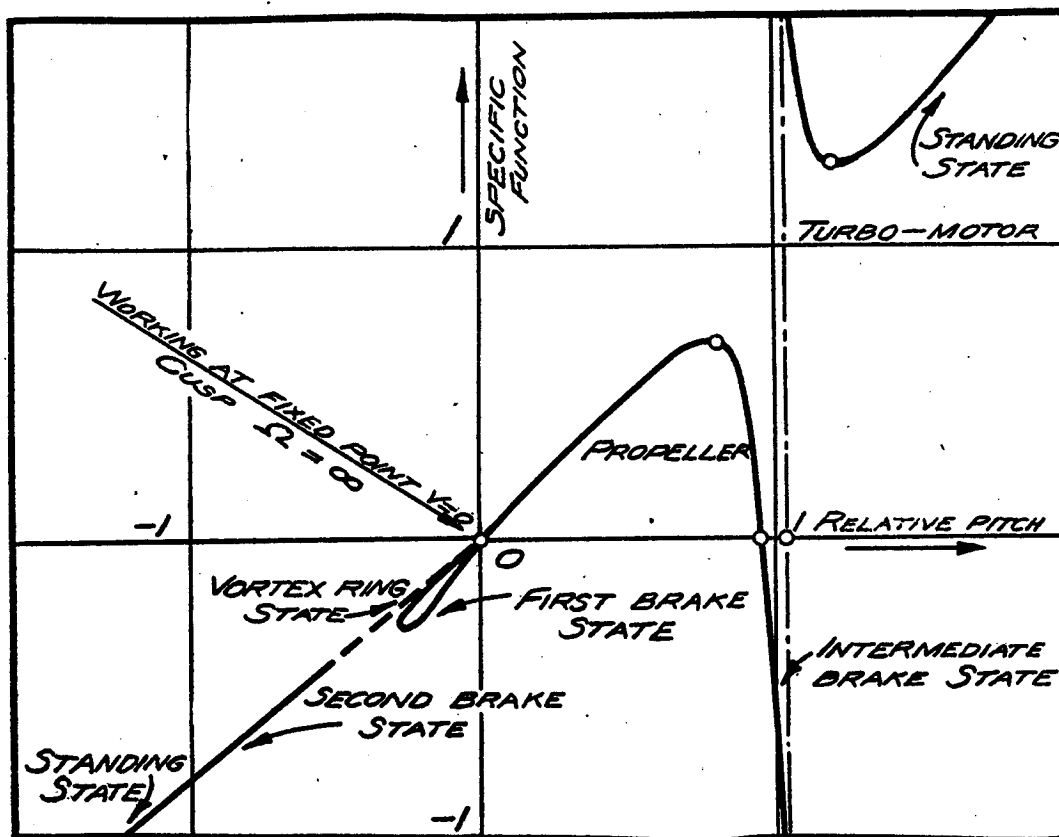 SPECIFIC
FUNCTION
STANDING
STATE
1
TURBO-MOTOR
WORKING AT FIXED POINT V=0
CUSP Ω = ∞
PROPELLER
-1
1 RELATIVE PITCH
0
VORTEX RING
STATE
FIRST BRAKE
STATE
INTERMEDIATE
BRAKE STATE
SECOND BRAKE
STATE
STANDING
STATE
-1